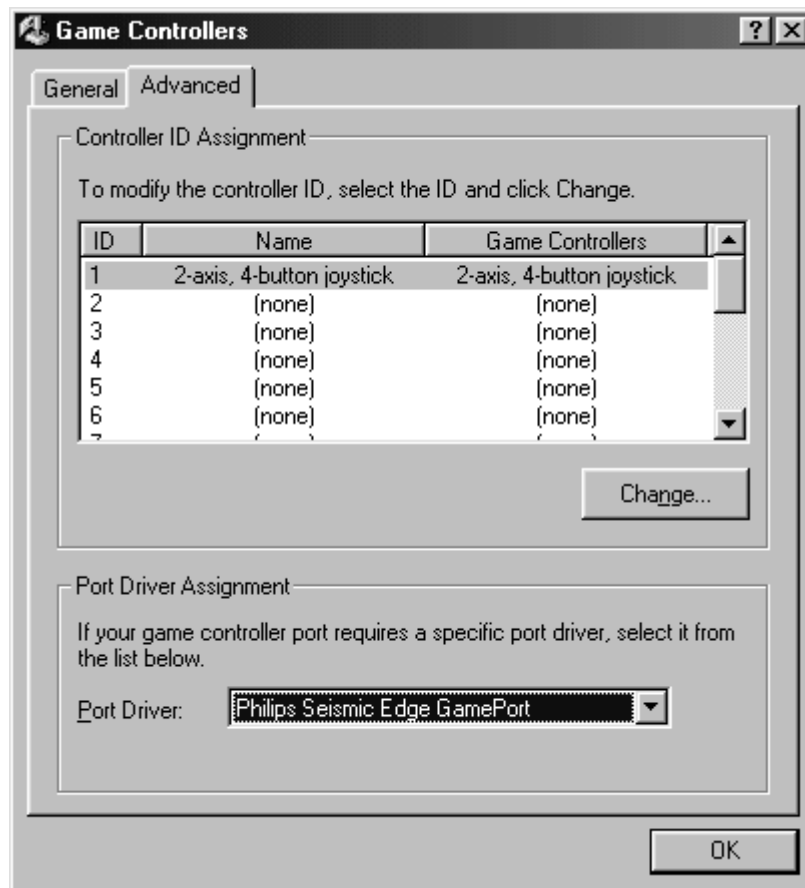 Game Controllers
General Advanced
Controller ID Assignment
To modify the controller ID, select the ID and click Change.
ID Name Game Controllers
1 2-axis, 4-button joystick 2-axis, 4-button joystick
2 (none) (none)
3 (none) (none)
4 (none) (none)
5 (none) (none)
6 (none) (none)
Change...
Port Driver Assignment
If your game controller port requires a specific port driver, select it from
the list below.
Port Driver: Philips Seismic Edge GamePort
OK